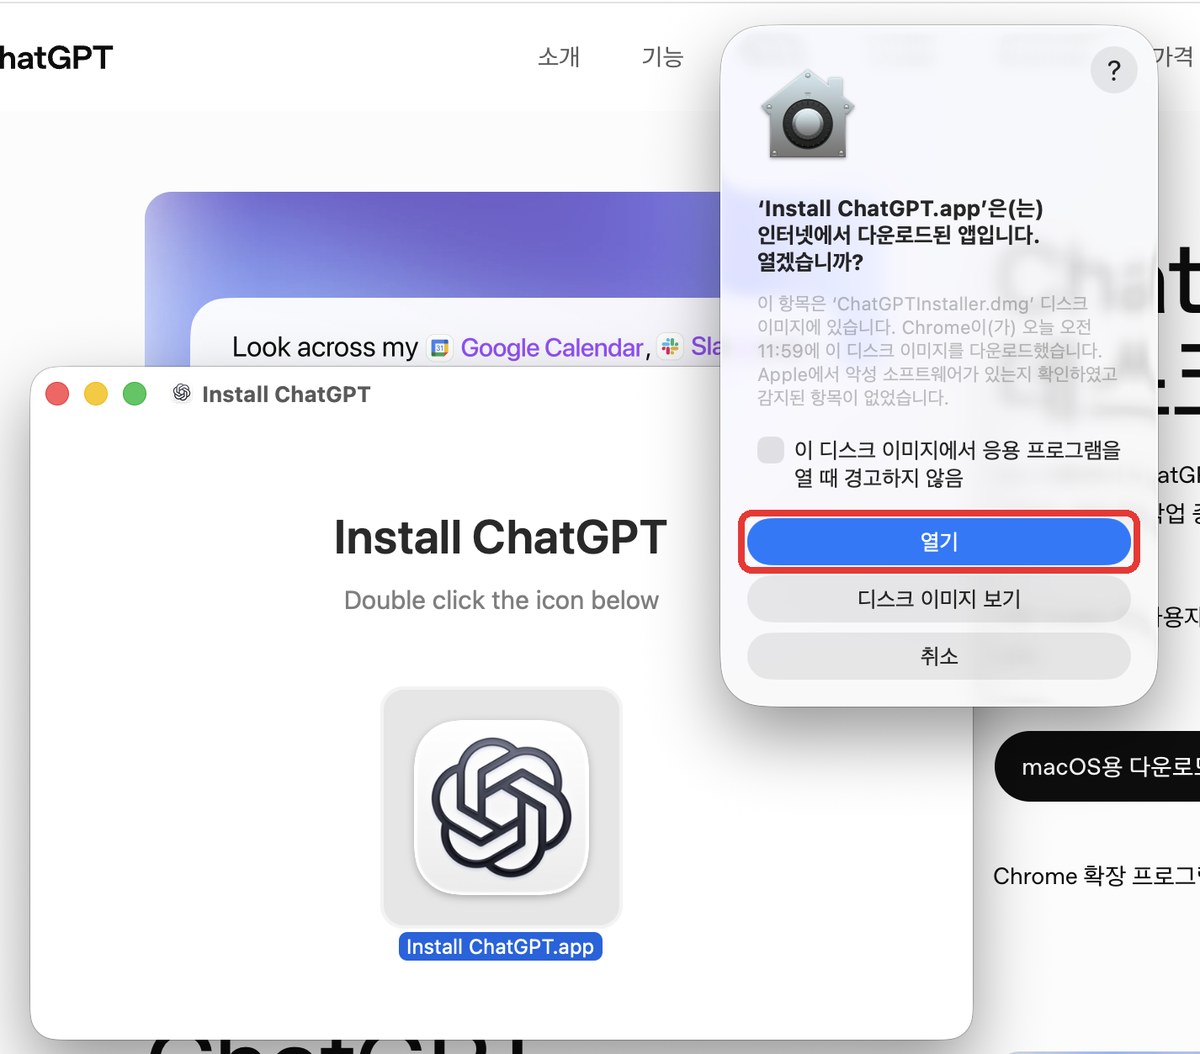 hatGPT
소개
기능
가격
?
‘Install ChatGPT.app’은(는)
인터넷에서 다운로드된 앱입니다.
열겠습니까?
이 항목은 ‘ChatGPTInstaller.dmg’ 디스크
이미지에 있습니다. Chrome이(가) 오늘 오전
11:59에 이 디스크 이미지를 다운로드했습니다.
Apple에서 악성 소프트웨어가 있는지 확인하였고
감지된 항목이 없었습니다.
이 디스크 이미지에서 응용 프로그램을
열 때 경고하지 않음
열기
디스크 이미지 보기
취소
Look across my 31 Google Calendar, Sla
Install ChatGPT
Install ChatGPT
Double click the icon below
Install ChatGPT.app
macOS용 다운로드
Chrome 확장 프로그
ChatGPT